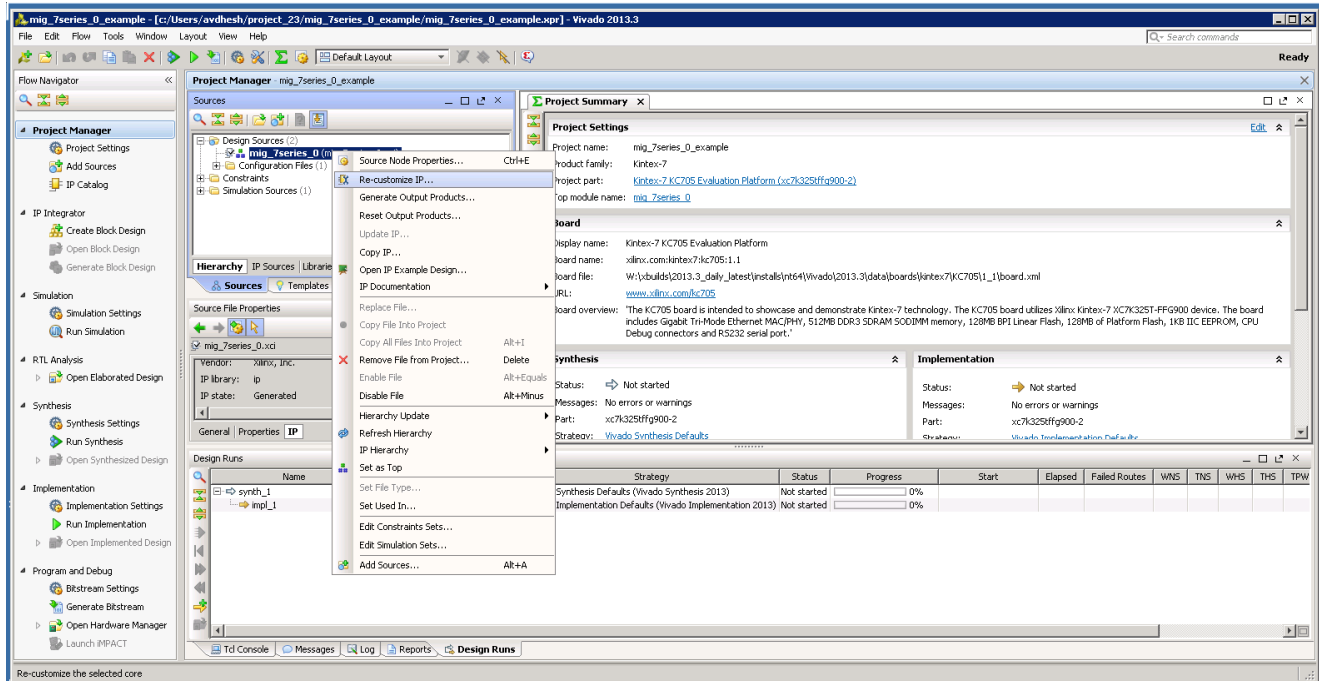 mig_7series_0_example - [c:/Users/avdhesh/project_23/mig_7series_0_example/mig_7series_0_example.xpr] - Vivado 2013.3
File Edit Flow Tools Window Layout View Help
Search commands
Default Layout
Ready
Flow Navigator
Project Manager
Project Settings
Add Sources
IP Catalog
IP Integrator
Create Block Design
Open Block Design
Generate Block Design
Simulation
Simulation Settings
Run Simulation
RTL Analysis
Open Elaborated Design
Synthesis
Synthesis Settings
Run Synthesis
Open Synthesized Design
Implementation
Implementation Settings
Run Implementation
Open Implemented Design
Program and Debug
Bitstream Settings
Generate Bitstream
Open Hardware Manager
Launch iMPACT
Project Manager - mig_7series_0_example
Sources
Design Sources (2)
mig_7series_0
Configuration Files (1)
Constraints
Simulation Sources (1)
Hierarchy IP Sources Librarie
Sources Templates
Source File Properties
mig_7series_0.xci
Vendor: Xilinx, Inc.
IP library: ip
IP state: Generated
General Properties IP
Source Node Properties... Ctrl+E
Re-customize IP...
Generate Output Products...
Reset Output Products...
Update IP...
Copy IP...
Open IP Example Design...
IP Documentation
Replace File...
Copy File Into Project
Copy All Files Into Project Alt+I
Remove File from Project... Delete
Enable File Alt+Equals
Disable File Alt+Minus
Hierarchy Update
Refresh Hierarchy
IP Hierarchy
Set as Top
Set File Type...
Set Used In...
Edit Constraints Sets...
Edit Simulation Sets...
Add Sources... Alt+A
Project Summary
Project Settings Edit
Project name: mig_7series_0_example
Product family: Kintex-7
Project part: Kintex-7 KC705 Evaluation Platform (xc7k325tffg900-2)
Top module name: mig_7series_0
Board
Display name: Kintex-7 KC705 Evaluation Platform
Board name: xilinx.com:kintex7:kc705:1.1
Board file: W:\xbuilds\2013.3_daily_latest\installs\nt64\Vivado\2013.3\data\boards\kintex7\KC705\1_1\board.xml
URL: www.xilinx.com/kc705
Board overview: 'The KC705 board is intended to showcase and demonstrate Kintex-7 technology. The KC705 board utilizes Xilinx Kintex-7 XC7K325T-FFG900 device. The board
includes Gigabit Tri-Mode Ethernet MAC/PHY, 512MB DDR3 SDRAM SODIMM memory, 128MB BPI Linear Flash, 128MB of Platform Flash, 1KB IIC EEPROM, CPU
Debug connectors and RS232 serial port.'
Synthesis
Status: Not started
Messages: No errors or warnings
Part: xc7k325tffg900-2
Strategy: Vivado Synthesis Defaults
Implementation
Status: Not started
Messages: No errors or warnings
Part: xc7k325tffg900-2
Strategy: Vivado Implementation Defaults
Design Runs
Name Strategy Status Progress Start Elapsed Failed Routes WNS TNS WHS THS TPW
synth_1 Synthesis Defaults (Vivado Synthesis 2013) Not started 0%
impl_1 Implementation Defaults (Vivado Implementation 2013) Not started 0%
Tcl Console Messages Log Reports Design Runs
Re-customize the selected core